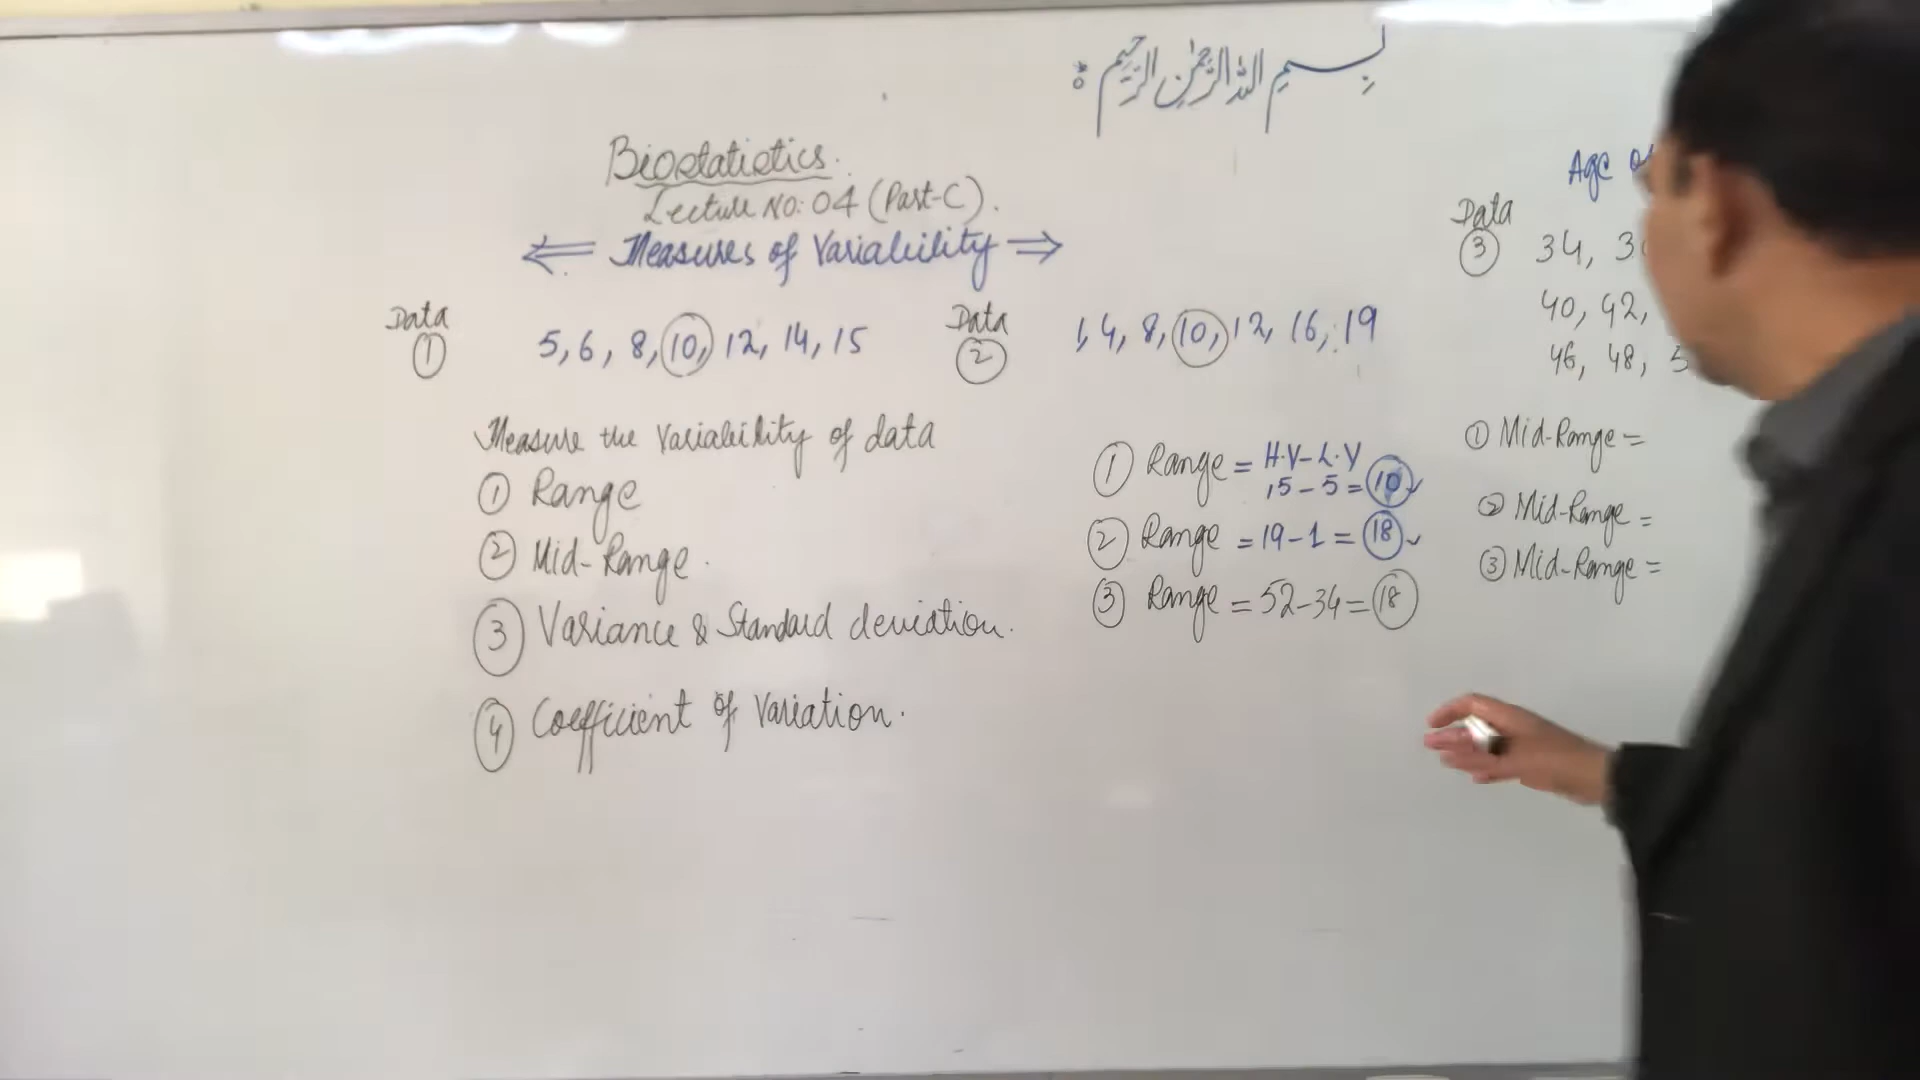 بسم الله الرحمن الرحيم
Biostatistics.
Lecture No: 04 (Part-C).
Measures of Variability
Data
① 5, 6, 8, 10, 12, 14, 15
Data
② 1, 4, 8, 10, 12, 16, 19
Measure the Variability of data
① Range
② Mid-Range.
③ Variance & Standard deviation.
④ Coefficient of Variation.
① Range = H.V - L.V
15 - 5 = 10
② Range = 19 - 1 = 18
③ Range = 52 - 34 = 18
Age
Data
③ 34,
40, 42,
46, 48,
① Mid-Range =
② Mid-Range =
③ Mid-Range =